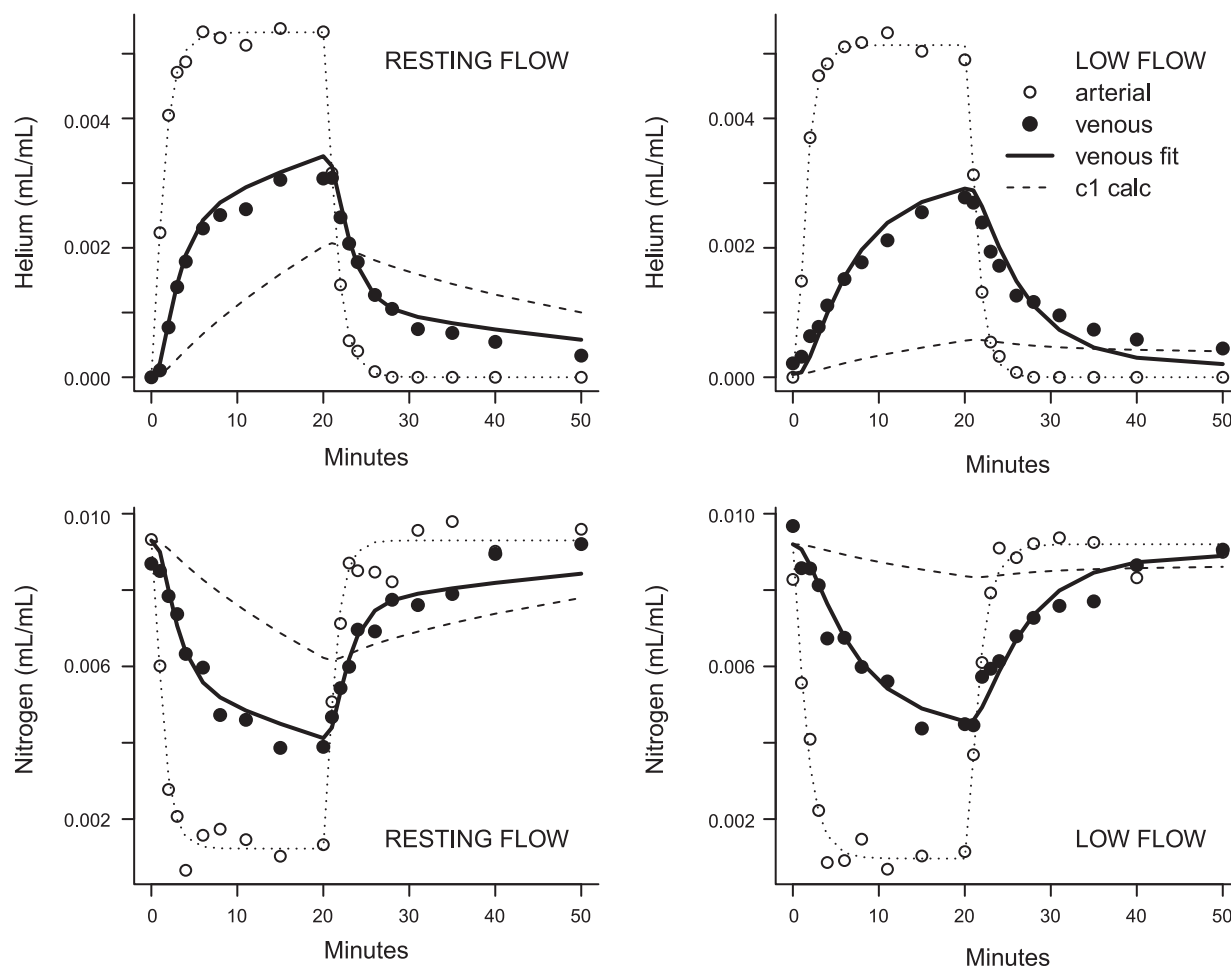 RESTING FLOW
Helium (mL/mL)
0.004
0.002
0.000
0 10 20 30 40 50
Minutes
LOW FLOW
arterial
venous
venous fit
c1 calc
Helium (mL/mL)
0.004
0.002
0.000
0 10 20 30 40 50
Minutes
Nitrogen (mL/mL)
0.010
0.006
0.002
RESTING FLOW
0 10 20 30 40 50
Minutes
Nitrogen (mL/mL)
0.010
0.006
0.002
LOW FLOW
0 10 20 30 40 50
Minutes